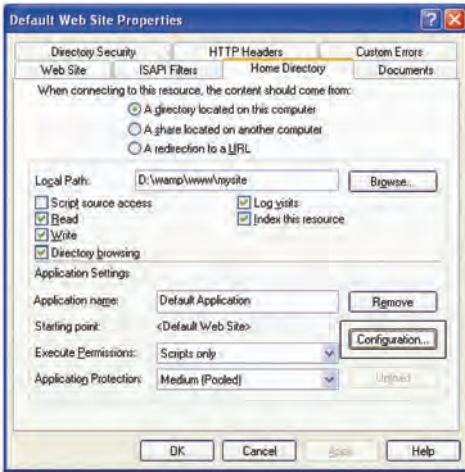 Default Web Site Properties
Directory Security HTTP Headers Custom Errors
Web Site ISAPI Filters Home Directory Documents
When connecting to this resource, the content should come from:
A directory located on this computer
A share located on another computer
A redirection to a URL
Local Path: D:\wamp\www\mysite Browse...
Script source access Log visits
Read Index this resource
Write
Directory browsing
Application Settings
Application name: Default Application Remove
Starting point: <Default Web Site>
Configuration...
Execute Permissions: Scripts only
Application Protection: Medium (Pooled) Unload
OK Cancel Apply Help